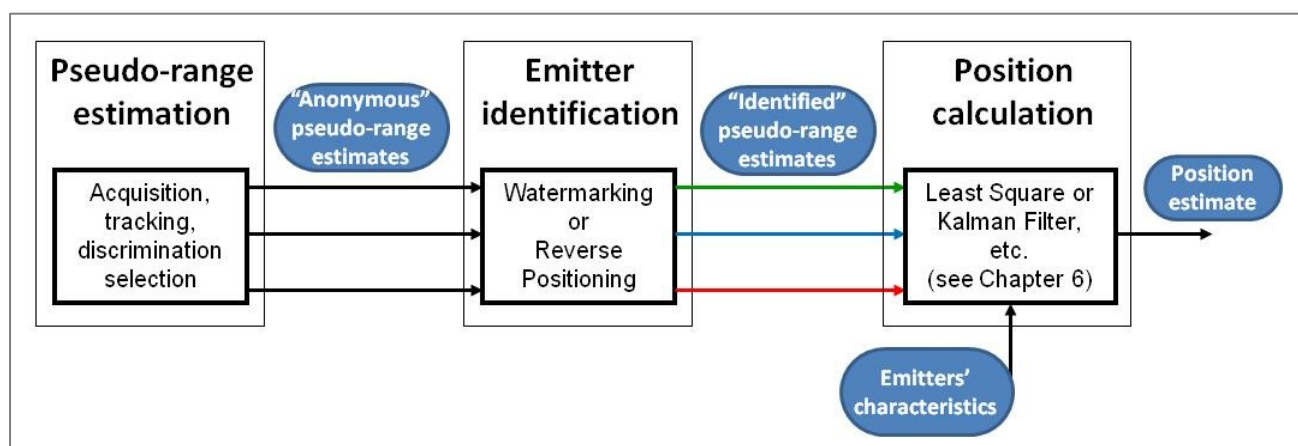 Pseudo-range
estimation
"Anonymous"
pseudo-range
estimates
Emitter
identification
"Identified"
pseudo-range
estimates
Position
calculation
Acquisition,
tracking,
discrimination
selection
Watermarking
or
Reverse
Positioning
Least Square or
Kalman Filter,
etc.
(see Chapter 6)
Position
estimate
Emitters'
characteristics